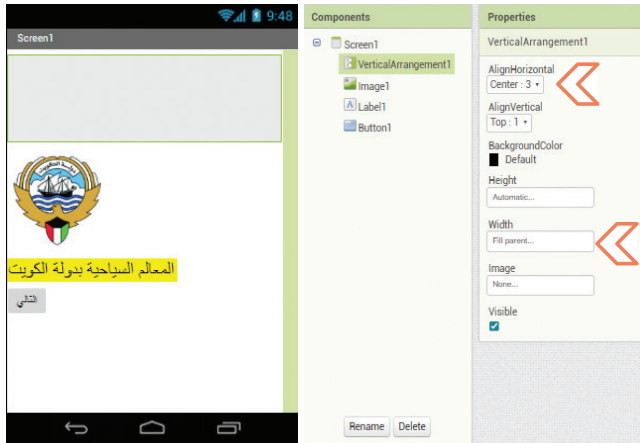 9:48
Screen1
المعالم السياحية بدولة الكويت
التالي
Components
Screen1
VerticalArrangement1
Image1
Label1
Button1
Rename
Delete
Properties
VerticalArrangement1
AlignHorizontal
Center : 3
AlignVertical
Top : 1
BackgroundColor
Default
Height
Automatic...
Width
Fill parent...
Image
None...
Visible